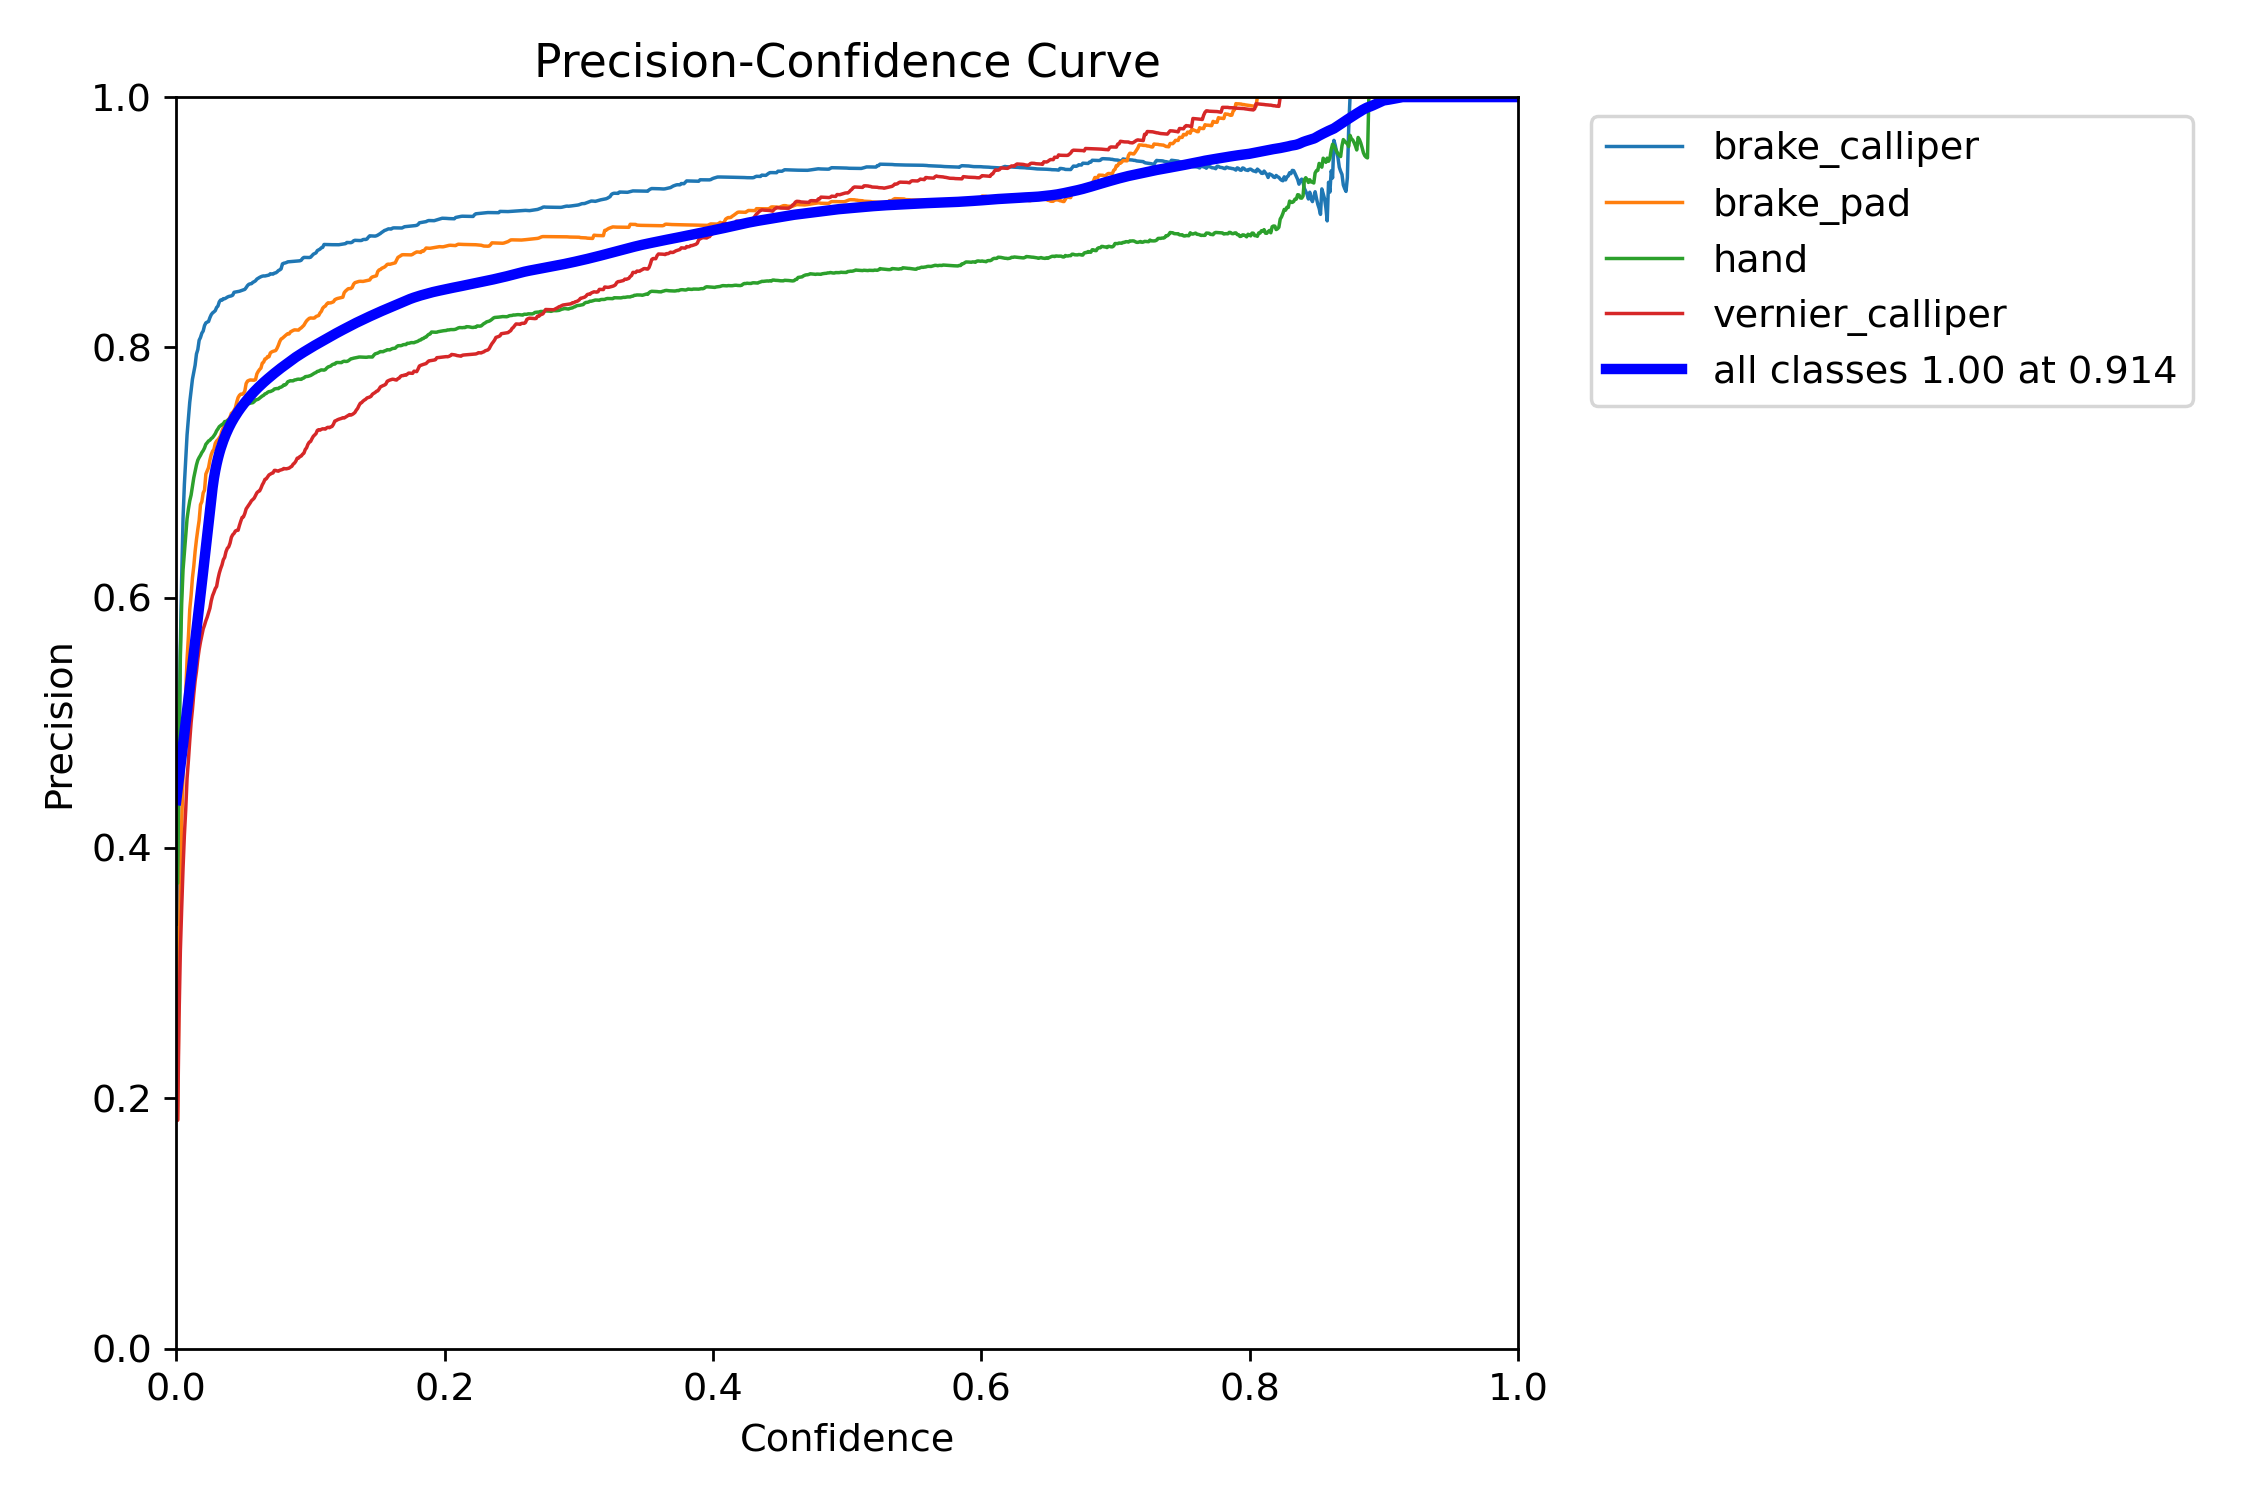 Precision-Confidence Curve
1.0
0.8
0.6
0.4
0.2
0.0
Precision
0.0 0.2 0.4 0.6 0.8 1.0
Confidence
brake_calliper
brake_pad
hand
vernier_calliper
all classes 1.00 at 0.914